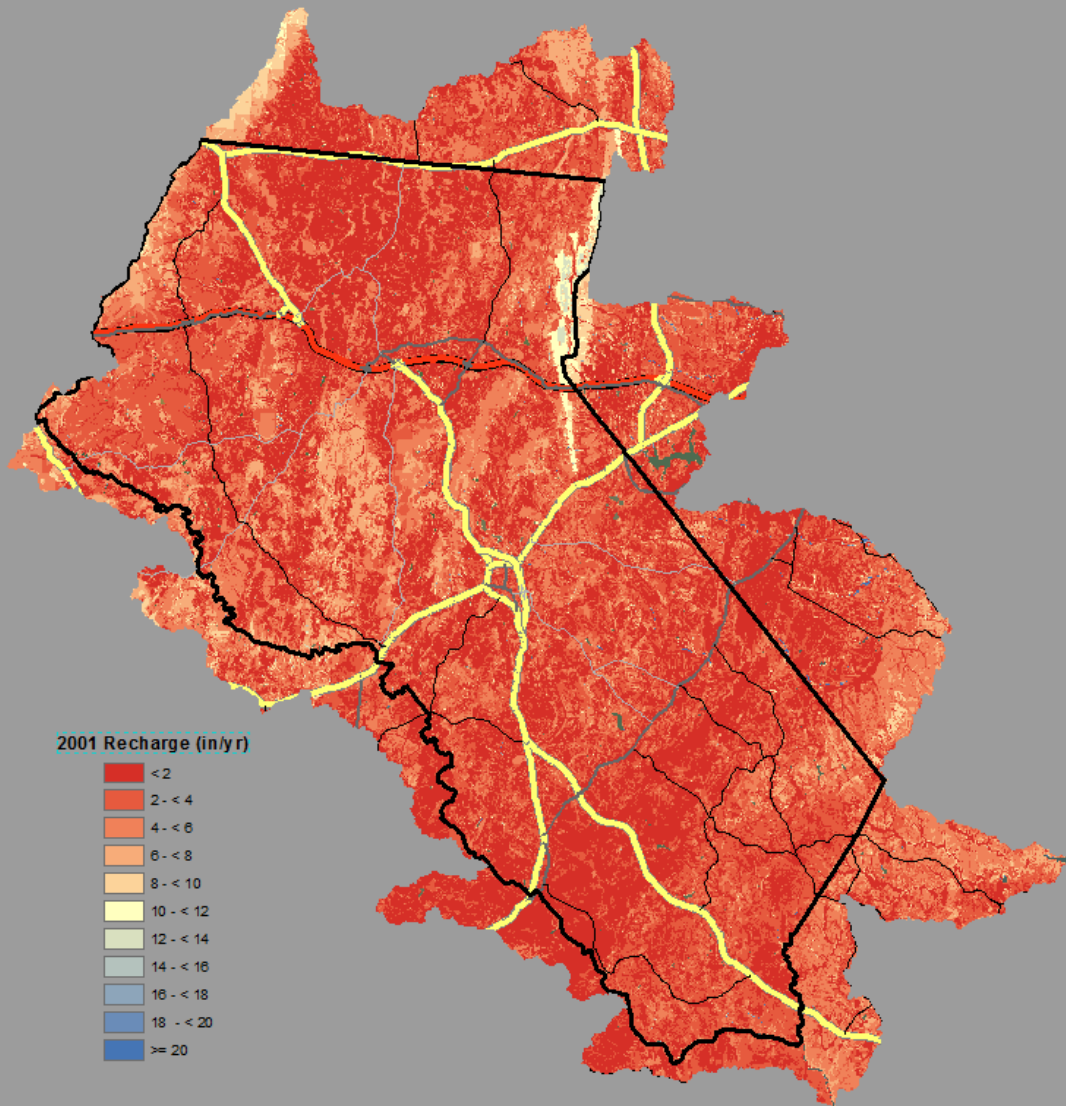 2001 Recharge (in/yr)
< 2
2 - < 4
4 - < 6
6 - < 8
8 - < 10
10 - < 12
12 - < 14
14 - < 16
16 - < 18
18 - < 20
>= 20